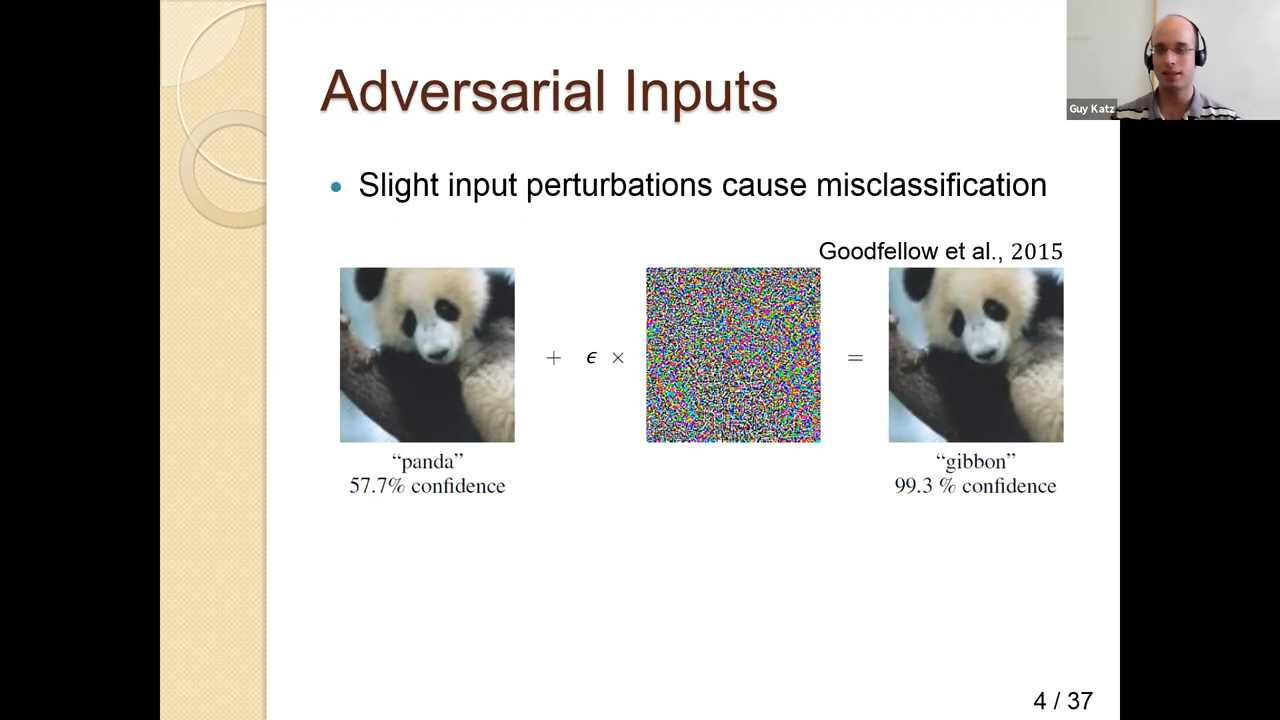 Adversarial Inputs
Guy Katz
• Slight input perturbations cause misclassification
Goodfellow et al., 2015
+ ϵ × =
“panda”
57.7% confidence
“gibbon”
99.3 % confidence
4 / 37